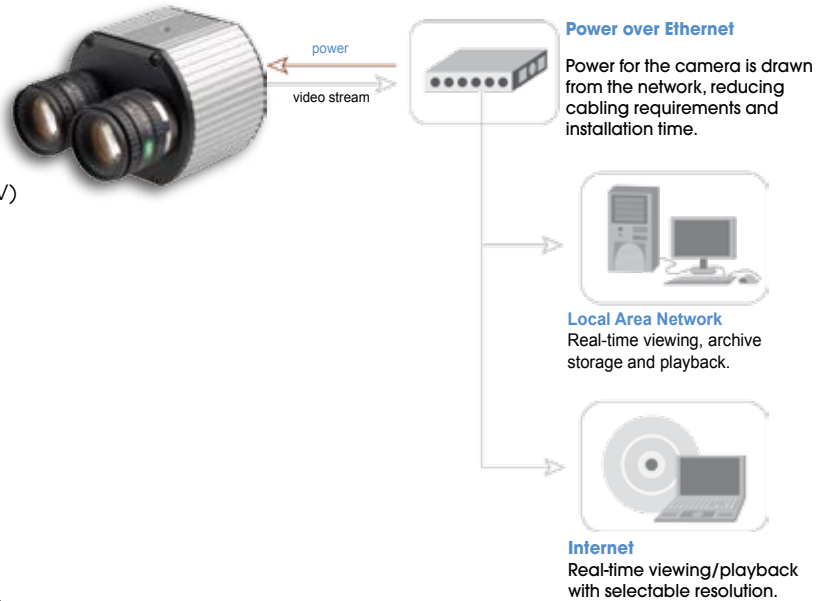 power
video stream
Power over Ethernet
Power for the camera is drawn
from the network, reducing
cabling requirements and
installation time.
V)
Local Area Network
Real-time viewing, archive
storage and playback.
Internet
Real-time viewing/playback
with selectable resolution.